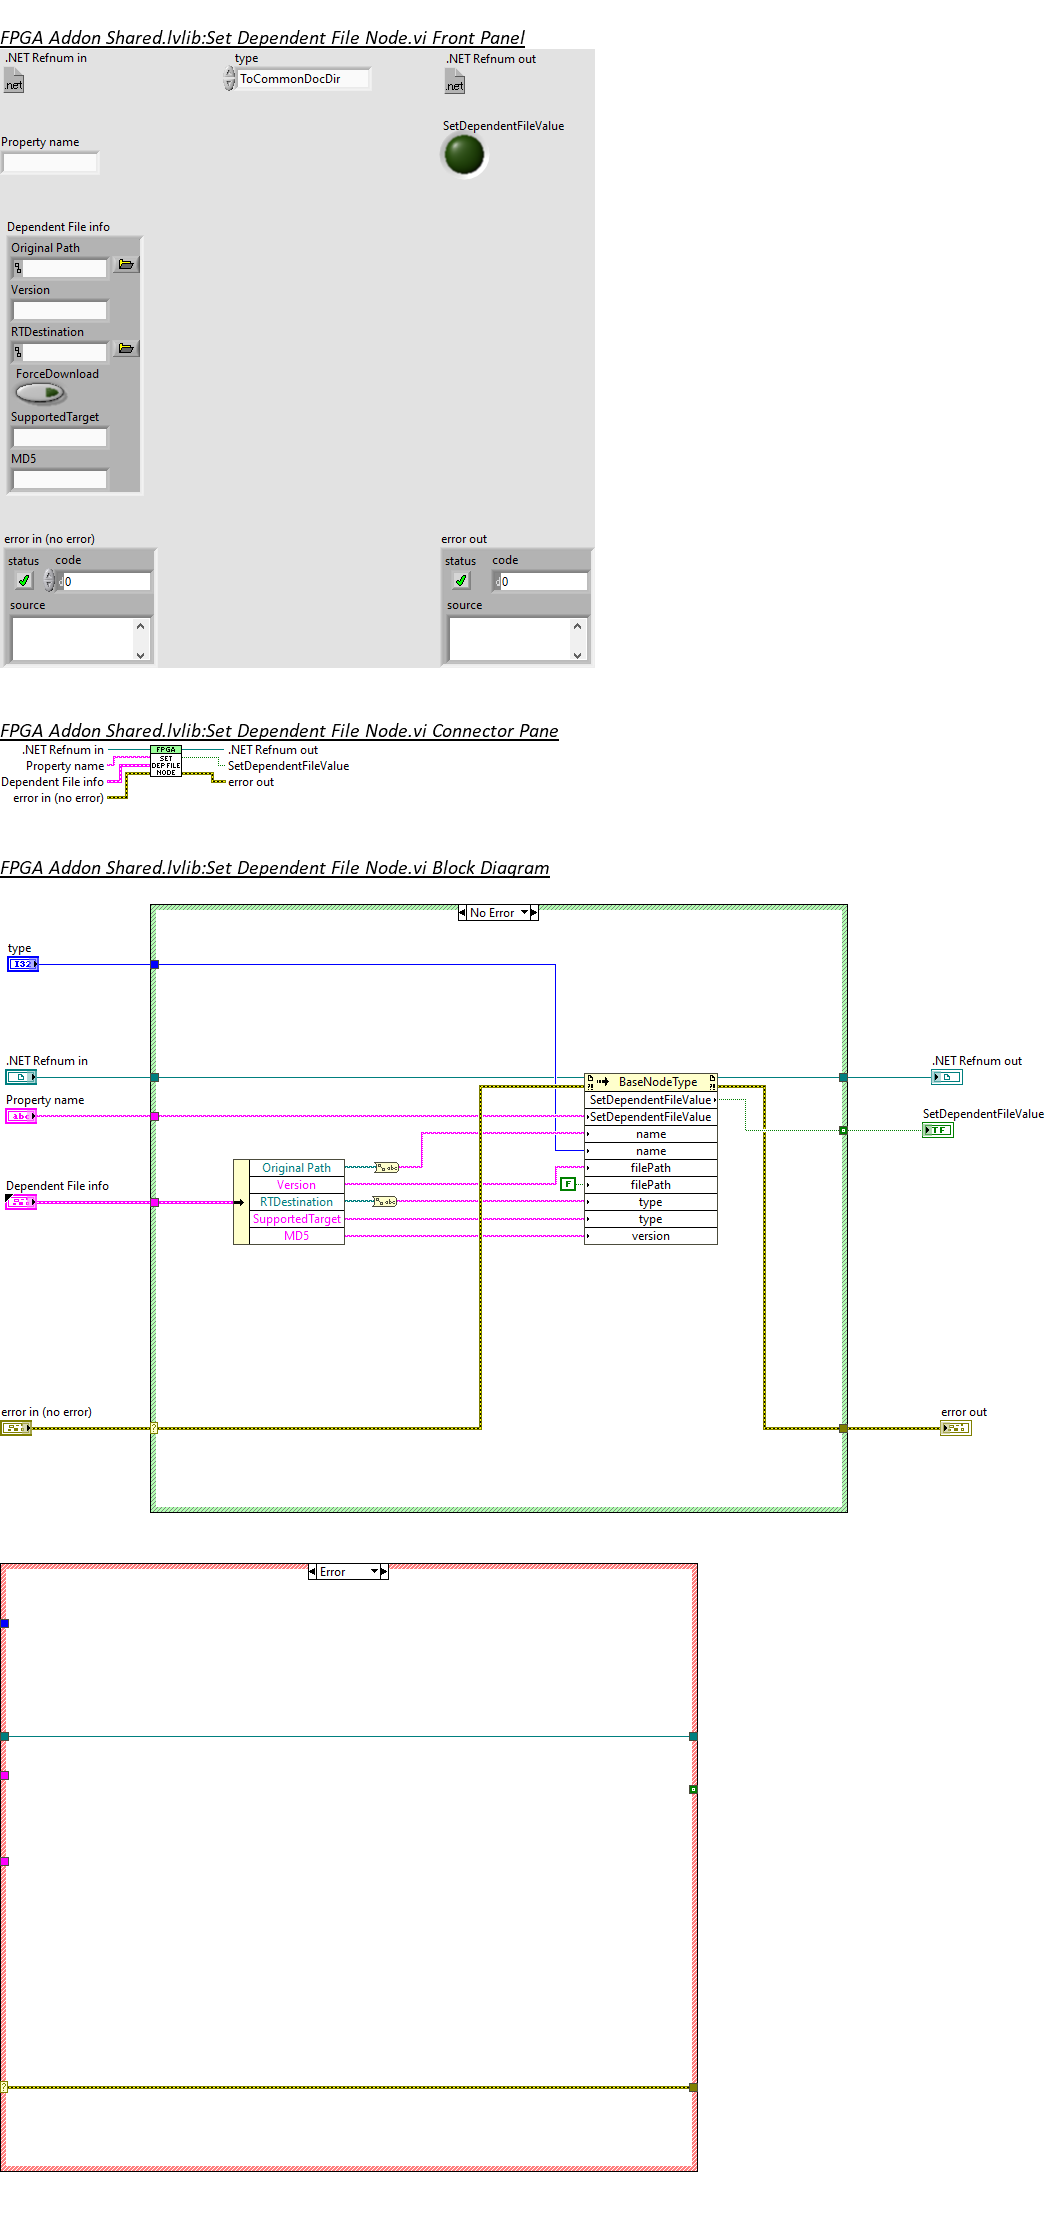 FPGA Addon Shared.lvlib:Set Dependent File Node.vi Front Panel
.NET Refnum in
type
.NET Refnum out
.net
ToCommonDocDir
.net
SetDependentFileValue
Property name
Dependent File info
Original Path
Version
RTDestination
ForceDownload
SupportedTarget
MD5
error in (no error)
error out
status
code
status
code
d 0
d 0
source
source
FPGA Addon Shared.lvlib:Set Dependent File Node.vi Connector Pane
.NET Refnum in
FPGA
.NET Refnum out
Property name
SET
DEP FILE
NODE
SetDependentFileValue
Dependent File info
error out
error in (no error)
FPGA Addon Shared.lvlib:Set Dependent File Node.vi Block Diagram
No Error
type
I32
.NET Refnum in
.NET Refnum out
BaseNodeType
Property name
abc
SetDependentFileValue
SetDependentFileValue
TF
SetDependentFileValue
name
name
Dependent File info
Original Path
abc
filePath
Version
F
filePath
RTDestination
abc
type
SupportedTarget
type
MD5
version
error in (no error)
error out
?
Error
?